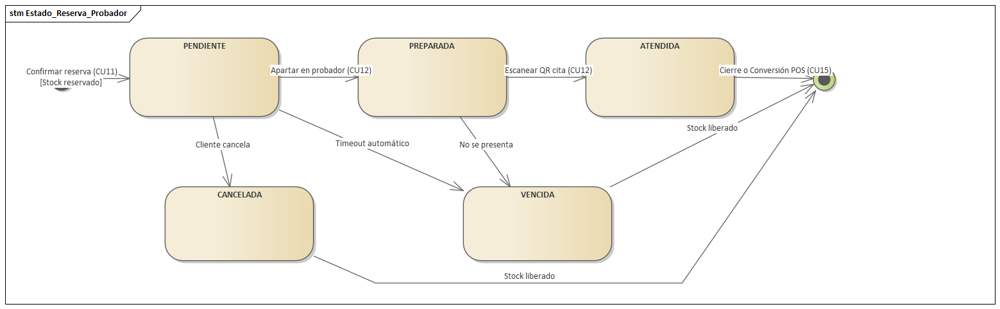 stm Estado_Reserva_Probador
PENDIENTE
PREPARADA
ATENDIDA
Confirmar reserva (CU11)
[Stock reservado]
Apartar en probador (CU12)
Escanear QR cita (CU12)
Cierre o Conversión POS (CU15)
Stock liberado
Cliente cancela
Timeout automático
No se presenta
CANCELADA
VENCIDA
Stock liberado